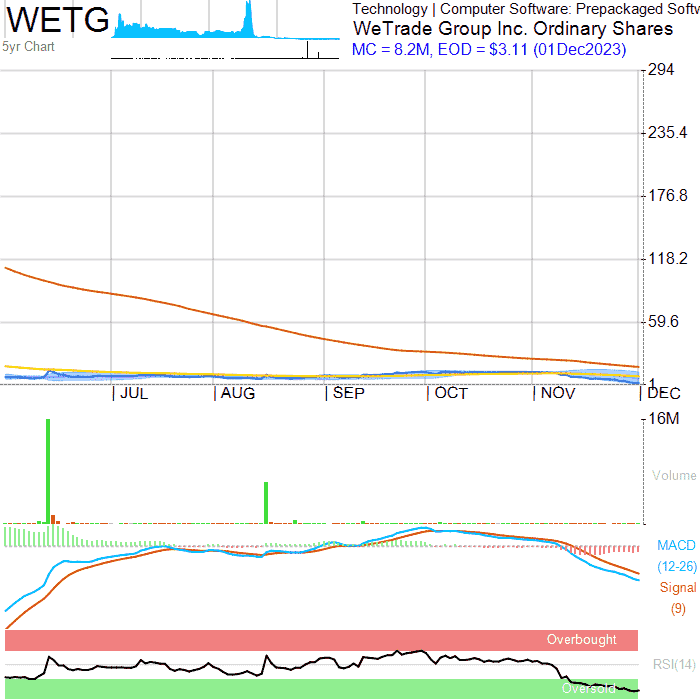 WETG
5yr Chart
Technology | Computer Software: Prepackaged Softw
WeTrade Group Inc. Ordinary Shares
MC = 8.2M, EOD = $3.11 (01Dec2023)
294
235.4
176.8
118.2
59.6
1
JUL AUG SEP OCT NOV DEC
16M
Volume
MACD
(12-26)
Signal
(9)
Overbought
RSI(14)
Oversold